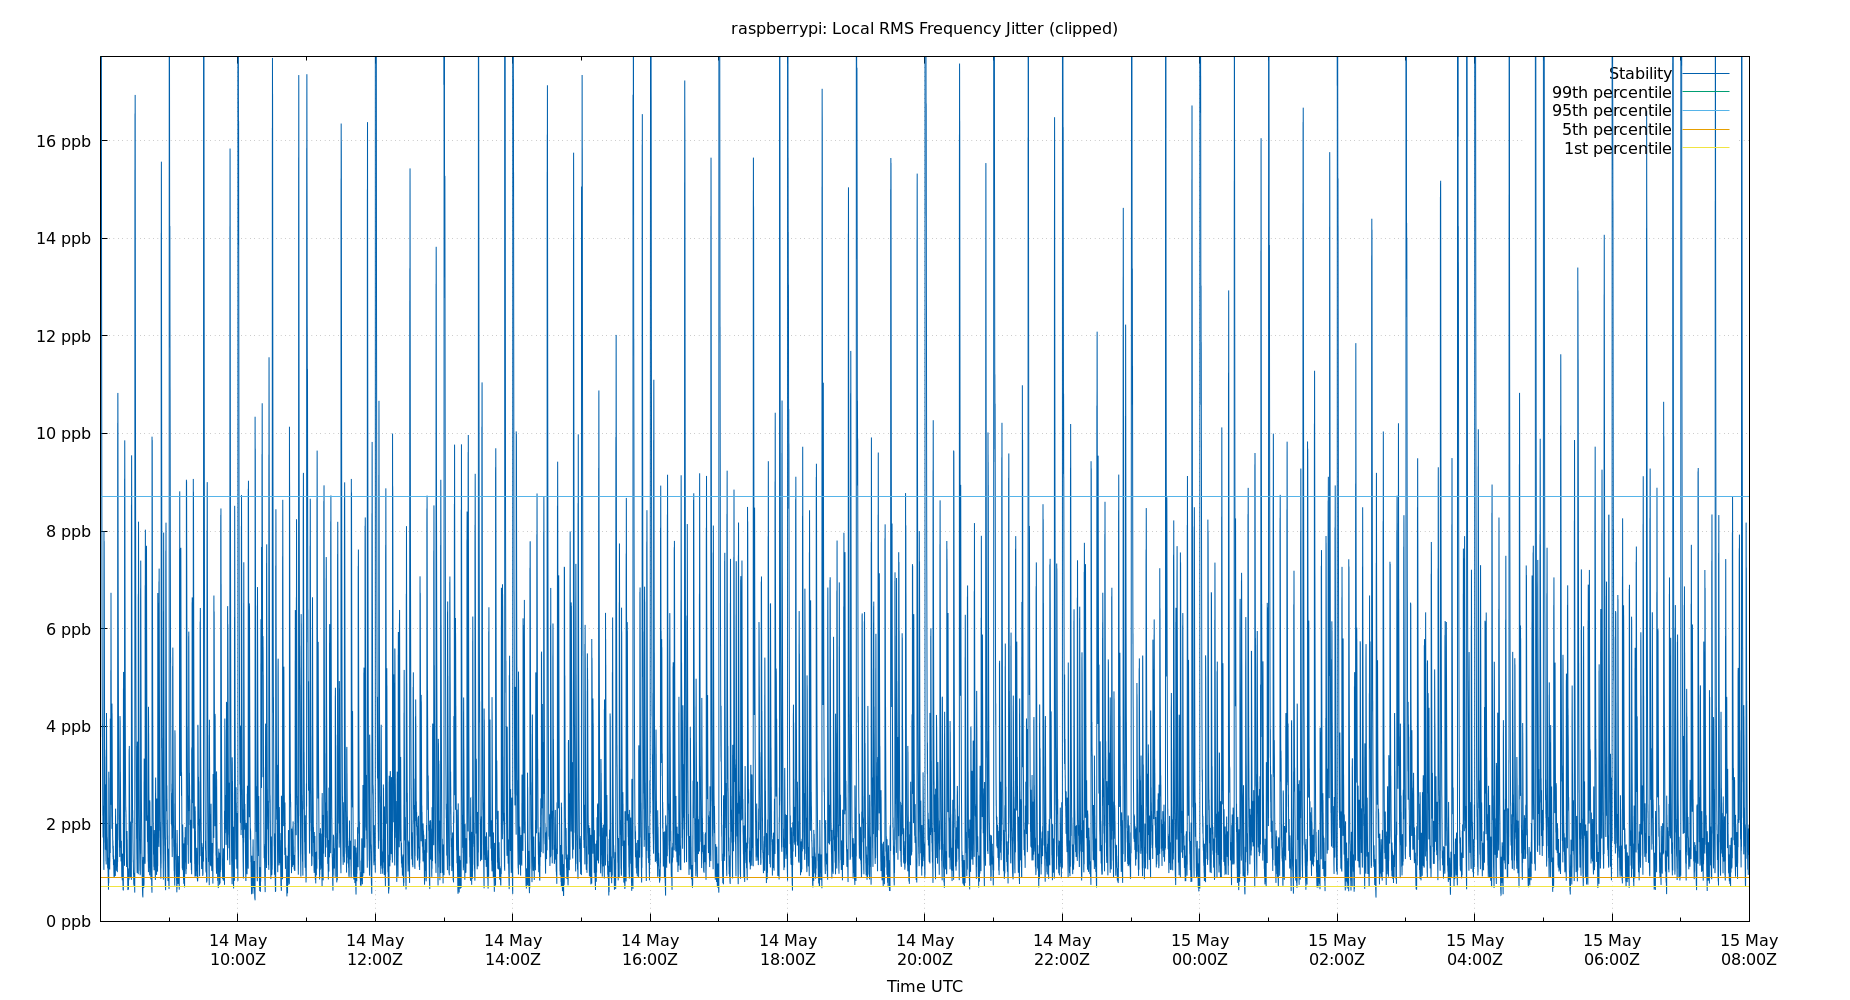 raspberrypi: Local RMS Frequency Jitter (clipped)
Stability
99th percentile
95th percentile
5th percentile
1st percentile
16 ppb
14 ppb
12 ppb
10 ppb
8 ppb
6 ppb
4 ppb
2 ppb
0 ppb
14 May 14 May 14 May 14 May 14 May 14 May 14 May 15 May 15 May 15 May 15 May 15 May
10:00Z 12:00Z 14:00Z 16:00Z 18:00Z 20:00Z 22:00Z 00:00Z 02:00Z 04:00Z 06:00Z 08:00Z
Time UTC